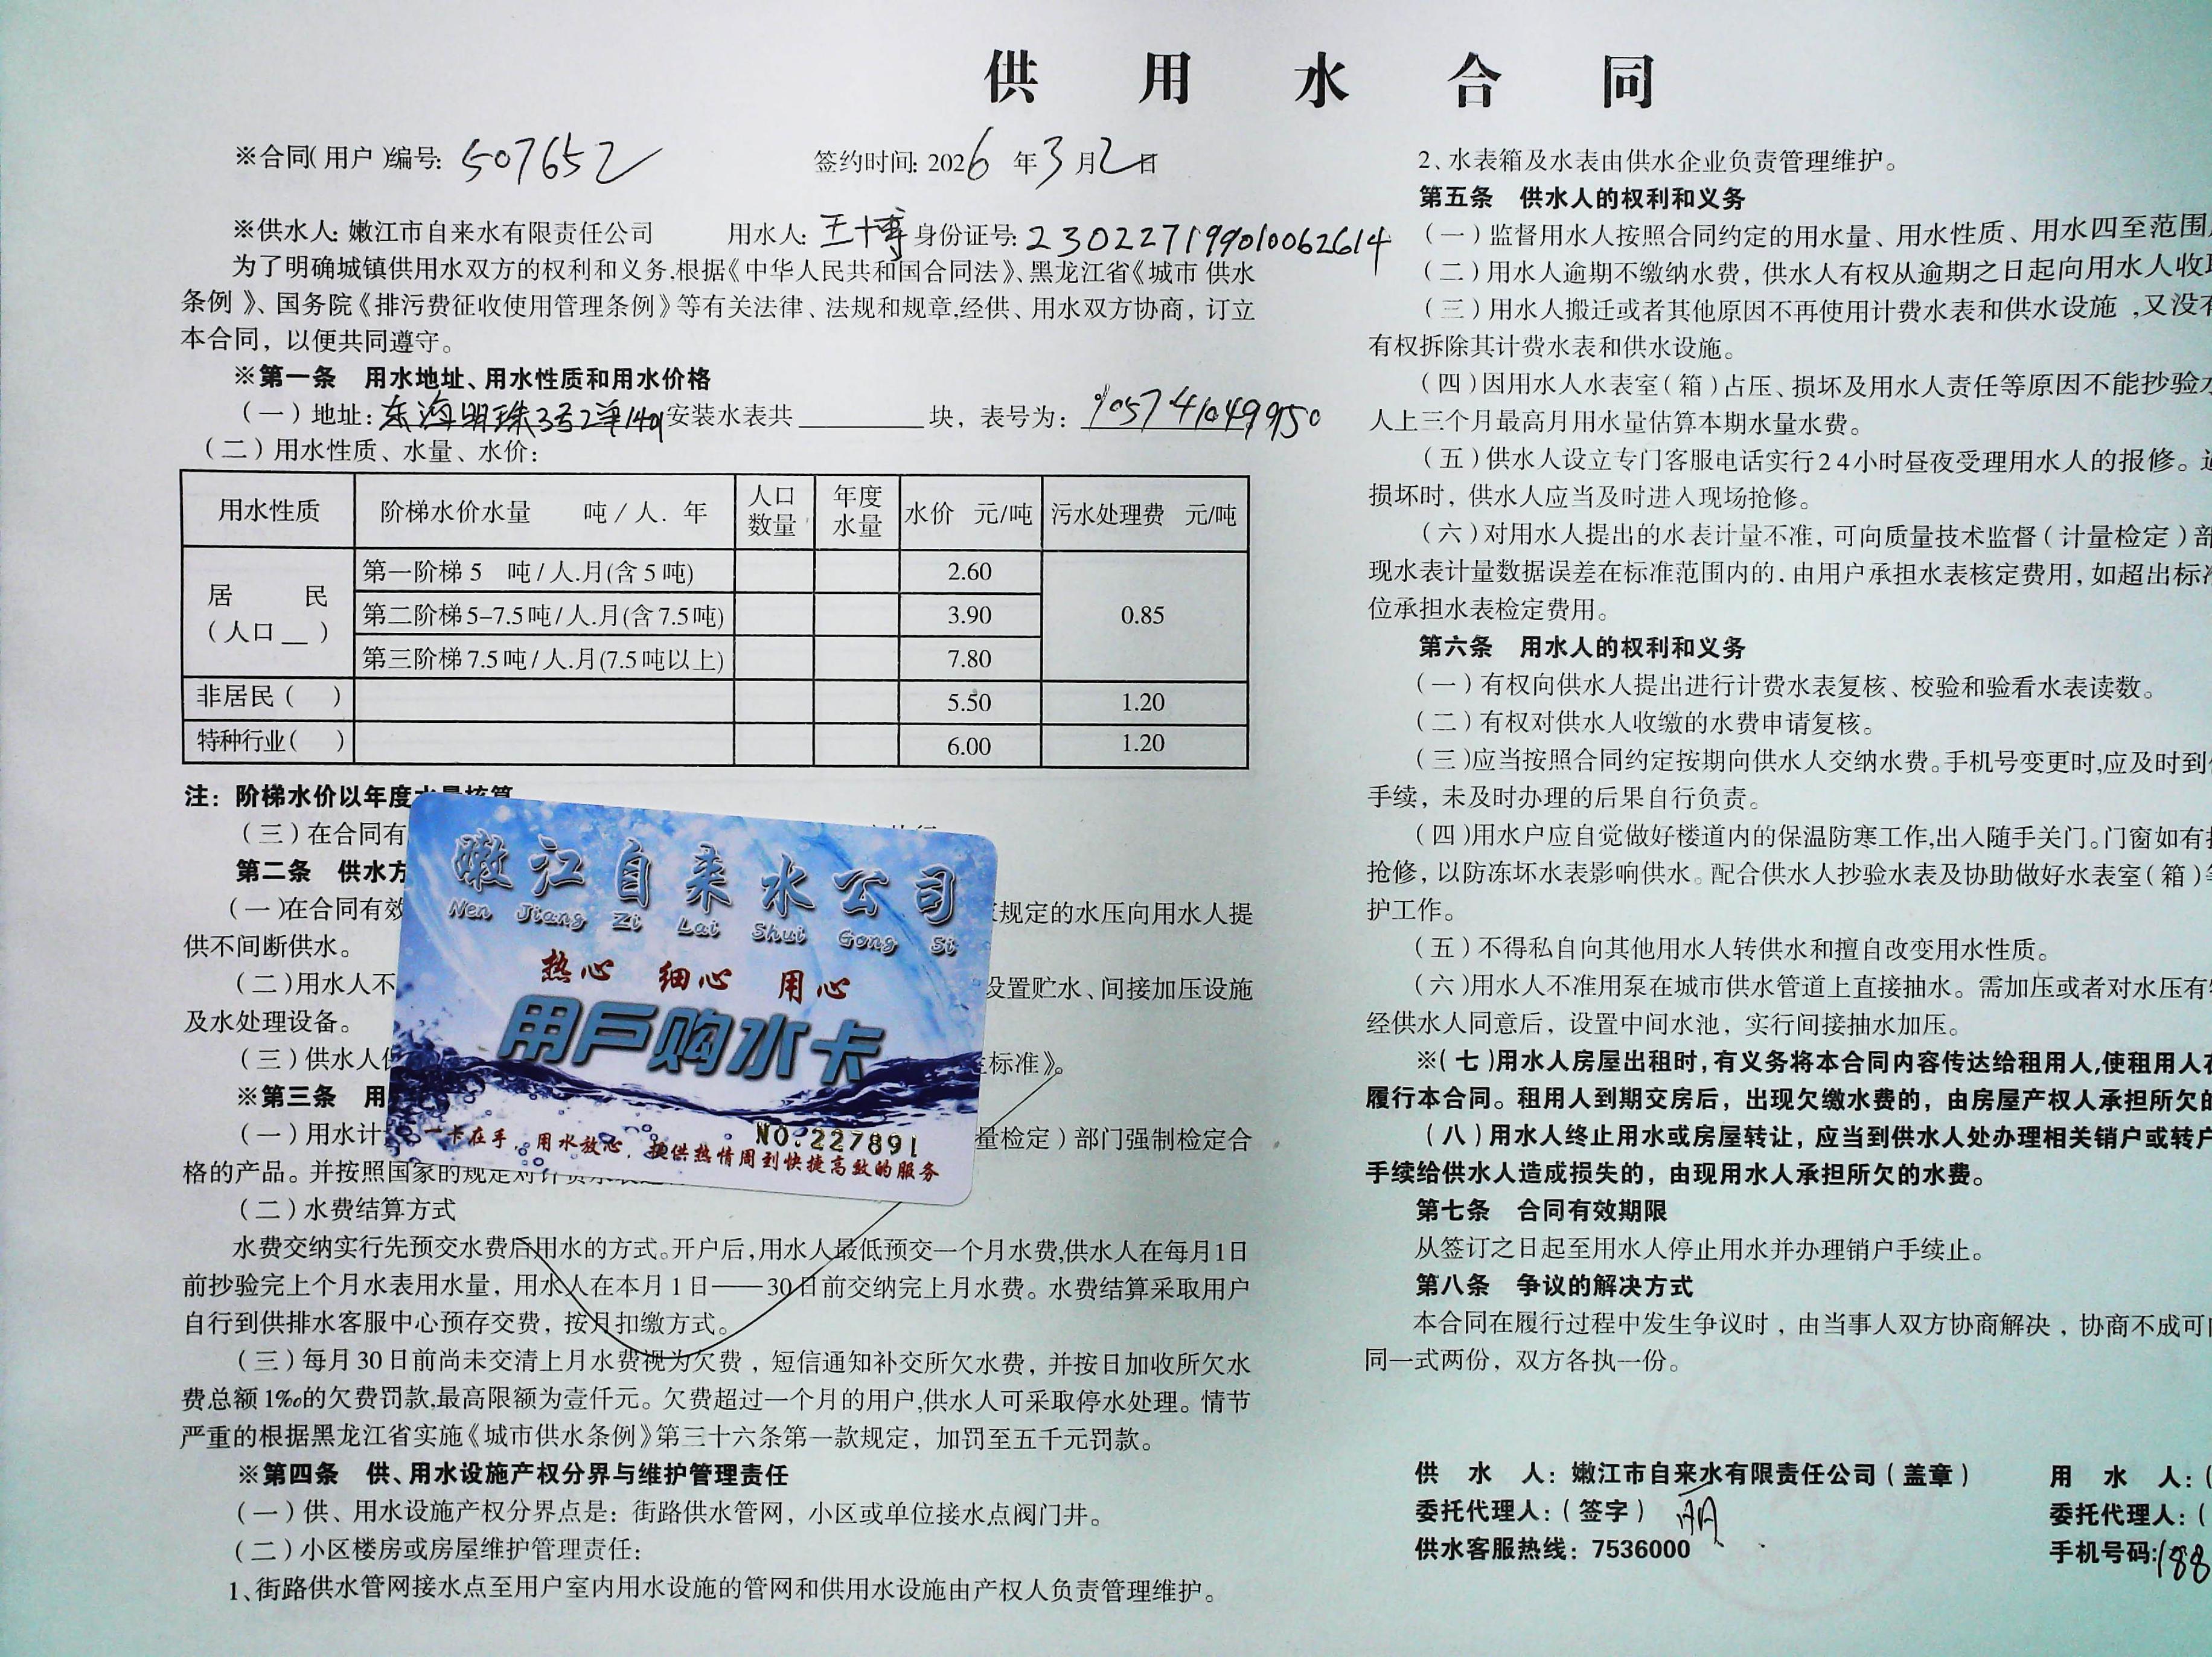 供用水合同
※合同(用户)编号: 507652 签约时间: 2026年3月2日
※供水人: 嫩江市自来水有限责任公司 用水人: 王博 身份证号: 230227199010062614
为了明确城镇供用水双方的权利和义务,根据《中华人民共和国合同法》、黑龙江省《城市 供水
条例》、国务院《排污费征收使用管理条例》等有关法律、法规和规章,经供、用水双方协商，订立
本合同，以便共同遵守。
※第一条 用水地址、用水性质和用水价格
(一)地址: 东海明珠3号2单1401 安装水表共 块，表号为:
(二)用水性质、水量、水价:
用水性质 阶梯水价水量 吨/人.年 人口数量 年度水量 水价 元/吨 污水处理费 元/吨
居民(人口 ) 第一阶梯5 吨/人.月(含5吨) 2.60 0.85
第二阶梯5–7.5吨/人.月(含7.5吨) 3.90
第三阶梯7.5吨/人.月(7.5吨以上) 7.80
非居民( ) 5.50 1.20
特种行业( ) 6.00 1.20
注: 阶梯水价以年度水量核算
(三)在合同有
第二条 供水方
(一)在合同有效 规定的水压向用水人提
供不间断供水。
(二)用水人不 设置贮水、间接加压设施
及水处理设备。
(三)供水人 标准》。
※第三条 用
(一)用水计 量检定)部门强制检定合
格的产品。并按照国家的规定对计费水表
(二)水费结算方式
水费交纳实行先预交水费后用水的方式。开户后,用水人最低预交一个月水费,供水人在每月1日
前抄验完上个月水表用水量，用水人在本月1日——30日前交纳完上月水费。水费结算采取用户
自行到供排水客服中心预存交费，按月扣缴方式。
(三)每月30日前尚未交清上月水费视为欠费，短信通知补交所欠水费，并按日加收所欠水
费总额1‰的欠费罚款,最高限额为壹仟元。欠费超过一个月的用户,供水人可采取停水处理。情节
严重的根据黑龙江省实施《城市供水条例》第三十六条第一款规定，加罚至五千元罚款。
※第四条 供、用水设施产权分界与维护管理责任
(一)供、用水设施产权分界点是: 街路供水管网，小区或单位接水点阀门井。
(二)小区楼房或房屋维护管理责任:
1、街路供水管网接水点至用户室内用水设施的管网和供用水设施由产权人负责管理维护。
嫩江自来水公司
Nen Jiang Zi Lai Shui Gong Si
热心 细心 用心
用戶购水卡
NO.227891
一卡在手，用水放心，提供热情周到快捷高效的服务
2、水表箱及水表由供水企业负责管理维护。
第五条 供水人的权利和义务
(一)监督用水人按照合同约定的用水量、用水性质、用水四至范围
(二)用水人逾期不缴纳水费，供水人有权从逾期之日起向用水人收
(三)用水人搬迁或者其他原因不再使用计费水表和供水设施,又没
有权拆除其计费水表和供水设施。
(四)因用水人水表室(箱)占压、损坏及用水人责任等原因不能抄验
人上三个月最高月用水量估算本期水量水费。
(五)供水人设立专门客服电话实行24小时昼夜受理用水人的报修。
损坏时，供水人应当及时进入现场抢修。
(六)对用水人提出的水表计量不准，可向质量技术监督(计量检定)部
现水表计量数据误差在标准范围内的，由用户承担水表核定费用，如超出标
位承担水表检定费用。
第六条 用水人的权利和义务
(一)有权向供水人提出进行计费水表复核、校验和验看水表读数。
(二)有权对供水人收缴的水费申请复核。
(三)应当按照合同约定按期向供水人交纳水费。手机号变更时,应及时到
手续，未及时办理的后果自行负责。
(四)用水户应自觉做好楼道内的保温防寒工作,出入随手关门。门窗如有
抢修，以防冻坏水表影响供水。配合供水人抄验水表及协助做好水表室(箱)
护工作。
(五)不得私自向其他用水人转供水和擅自改变用水性质。
(六)用水人不准用泵在城市供水管道上直接抽水。需加压或者对水压有
经供水人同意后，设置中间水池，实行间接抽水加压。
※(七)用水人房屋出租时,有义务将本合同内容传达给租用人,使租用人
履行本合同。租用人到期交房后，出现欠缴水费的，由房屋产权人承担所欠
(八)用水人终止用水或房屋转让，应当到供水人处办理相关销户或转户
手续给供水人造成损失的，由现用水人承担所欠的水费。
第七条 合同有效期限
从签订之日起至用水人停止用水并办理销户手续止。
第八条 争议的解决方式
本合同在履行过程中发生争议时，由当事人双方协商解决，协商不成可
同一式两份，双方各执一份。
供水人: 嫩江市自来水有限责任公司(盖章) 用水人:(
委托代理人:(签字) 委托代理人:(
供水客服热线: 7536000 手机号码: 188